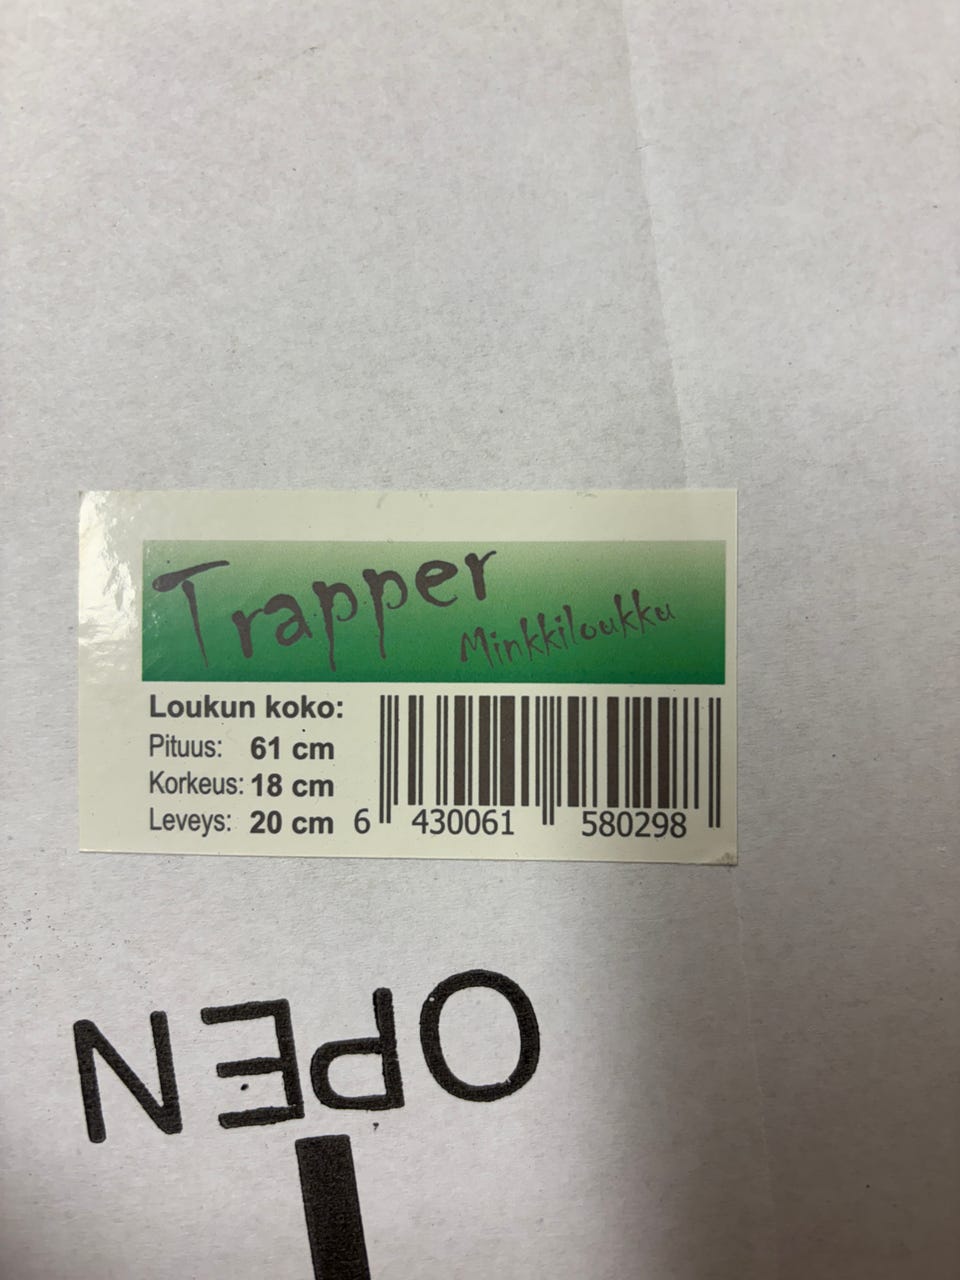 Trapper
Minkkiloukku
Loukun koko:
Pituus: 61 cm
Korkeus: 18 cm
Leveys: 20 cm
6 430061 580298
OPEN